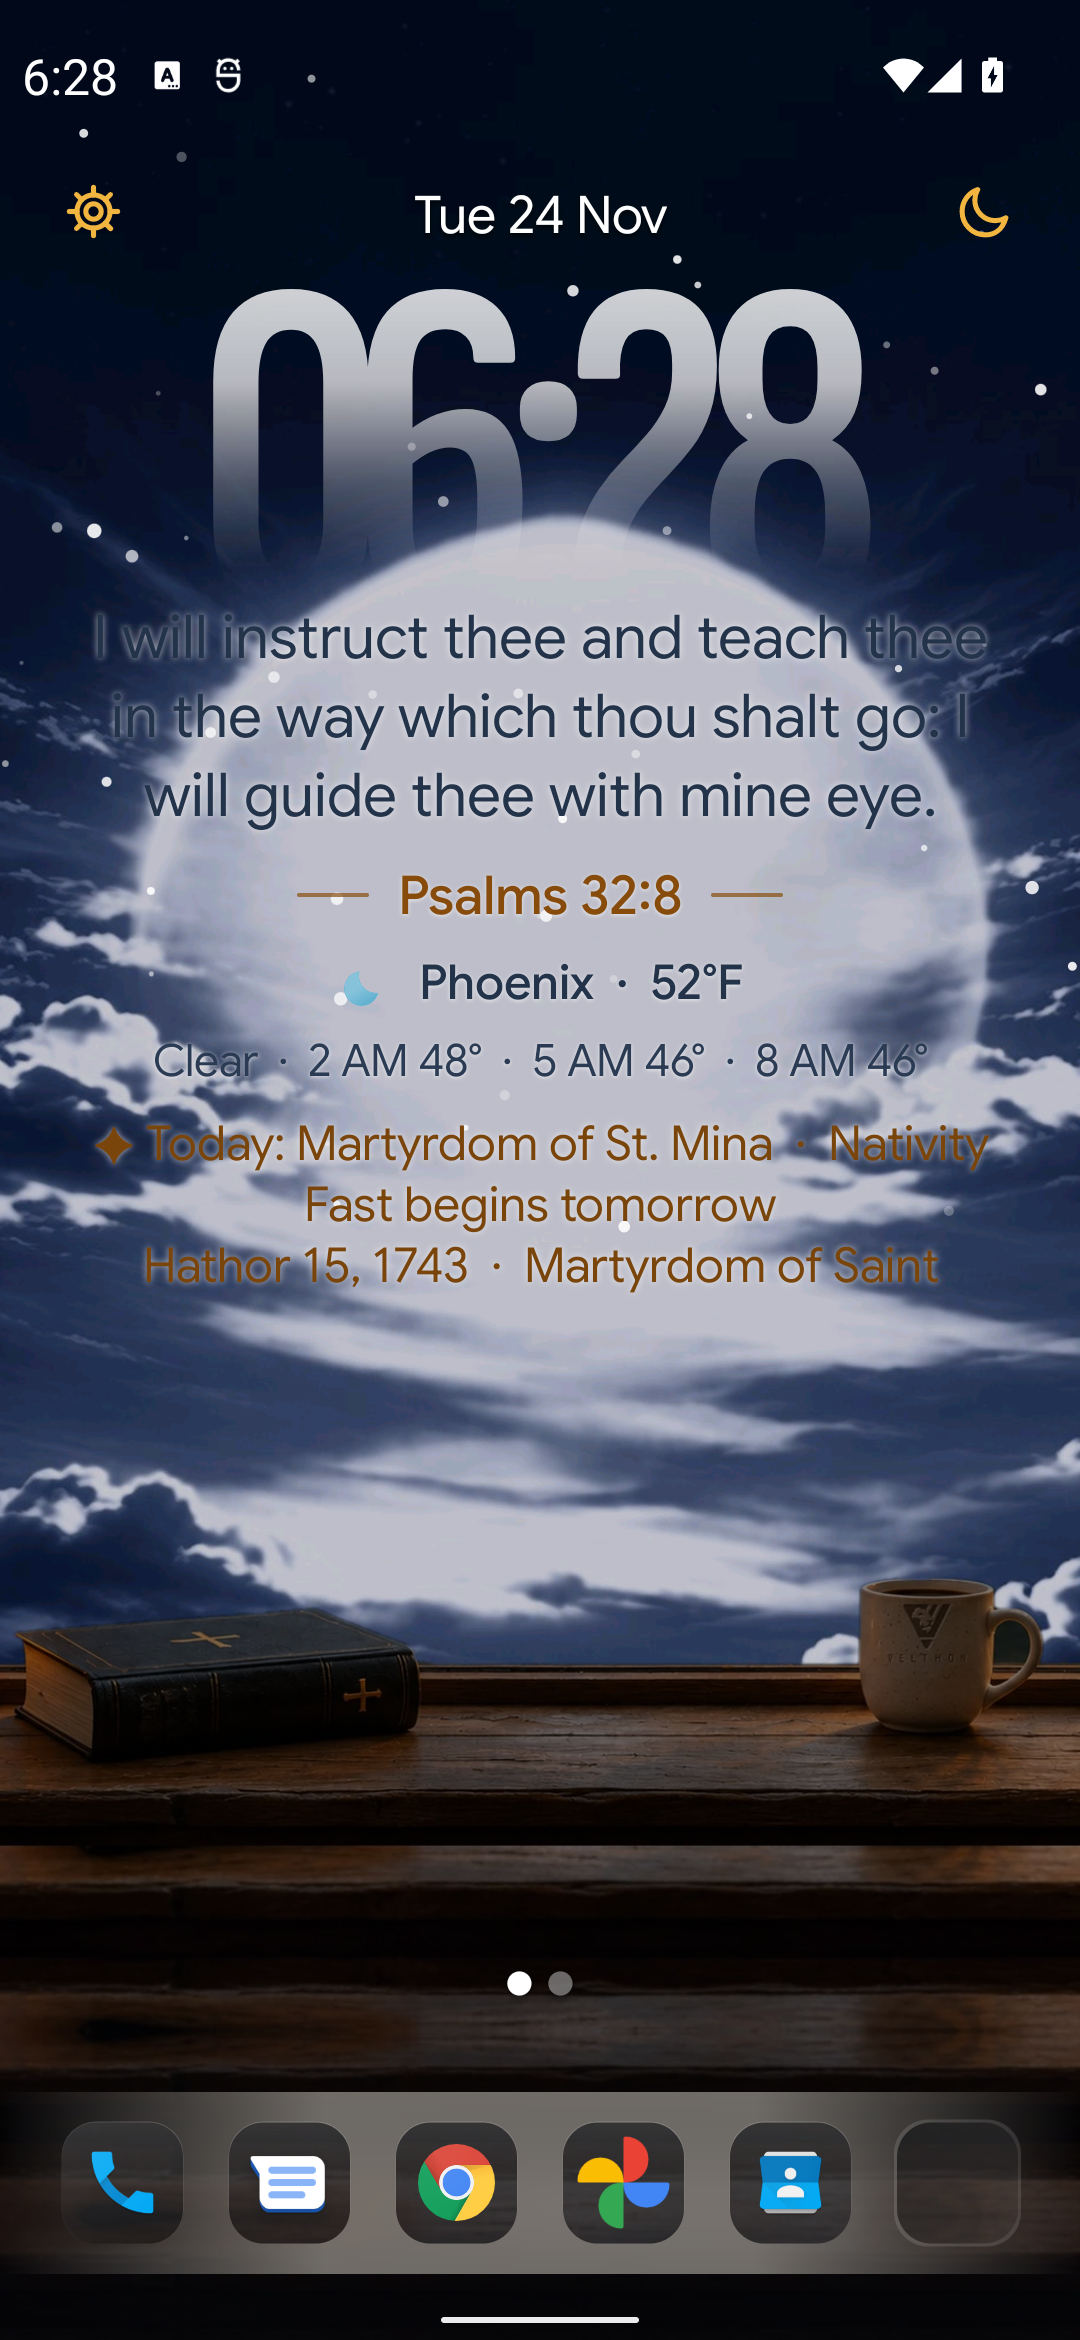 6:28
Tue 24 Nov
06:28
I will instruct thee and teach thee
in the way which thou shalt go: I
will guide thee with mine eye.
Psalms 32:8
Phoenix · 52°F
Clear · 2 AM 48° · 5 AM 46° · 8 AM 46°
✦ Today: Martyrdom of St. Mina · Nativity
Fast begins tomorrow
Hathor 15, 1743 · Martyrdom of Saint
VELTHON